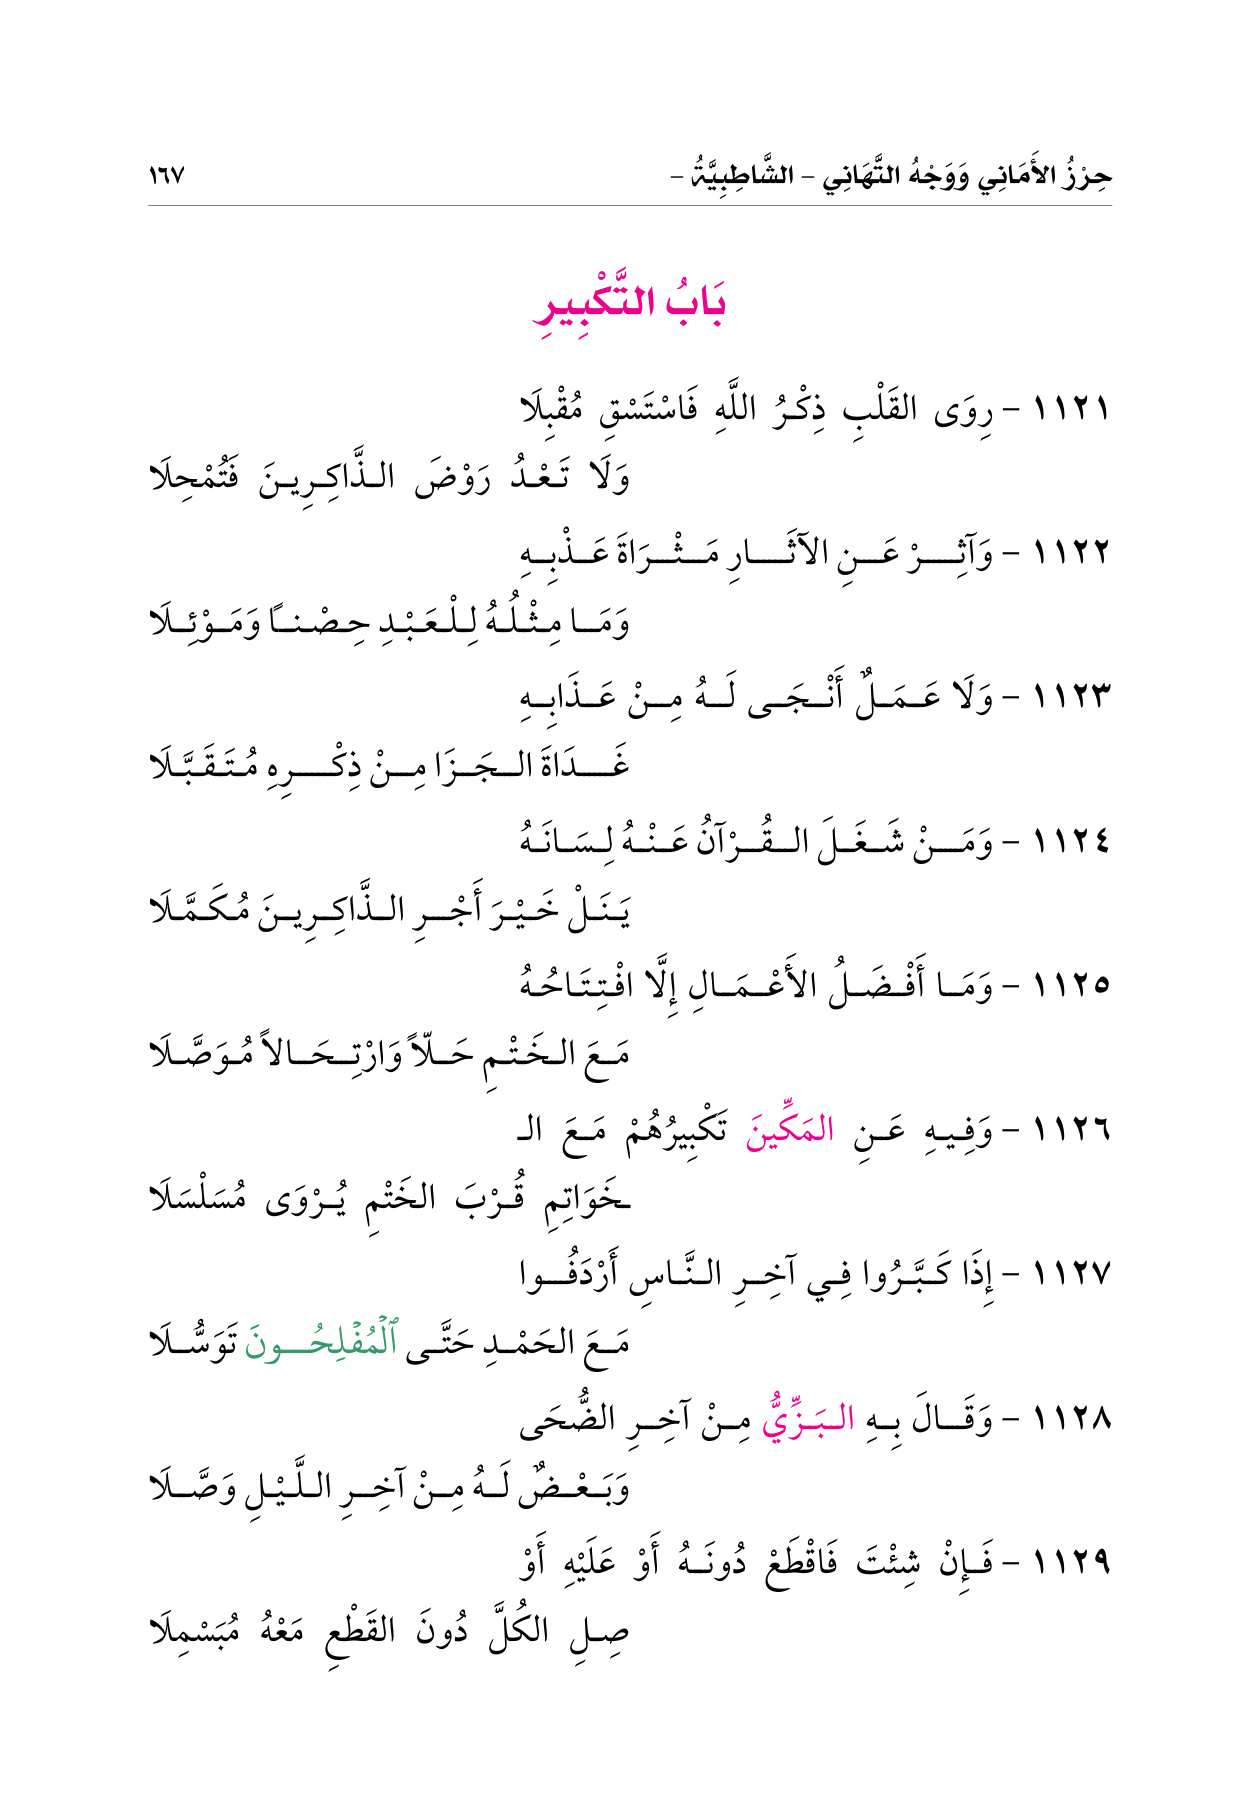 حِرْزُ الأَمَانِي وَوَجْهُ التَّهَانِي – الشَّاطِبِيَّةُ – ١٦٧
بَابُ التَّكْبِيرِ
١١٢١ – رِوَى القَلْبِ ذِكْرُ اللَّهِ فَاسْتَسْقِ مُقْبِلَا
وَلَا تَعْدُ رَوْضَ الذَّاكِرِينَ فَتُمْحِلَا
١١٢٢ – وَآثِرْ عَنِ الآثَارِ مَثْرَاةَ عَذْبِهِ
وَمَا مِثْلُهُ لِلْعَبْدِ حِصْناً وَمَوْئِلَا
١١٢٣ – وَلَا عَمَلٌ أَنْجَى لَهُ مِنْ عَذَابِهِ
غَدَاةَ الجَزَا مِنْ ذِكْرِهِ مُتَقَبَّلَا
١١٢٤ – وَمَنْ شَغَلَ القُرْآنُ عَنْهُ لِسَانَهُ
يَنَلْ خَيْرَ أَجْرِ الذَّاكِرِينَ مُكَمَّلَا
١١٢٥ – وَمَا أَفْضَلُ الأَعْمَالِ إِلَّا افْتِتَاحُهُ
مَعَ الخَتْمِ حَلّاً وَارْتِحَالاً مُوَصَّلَا
١١٢٦ – وَفِيهِ عَنِ المَكِّينَ تَكْبِيرُهُمْ مَعَ الـ
ـخَوَاتِمِ قُرْبَ الخَتْمِ يُرْوَى مُسَلْسَلَا
١١٢٧ – إِذَا كَبَّرُوا فِي آخِرِ النَّاسِ أَرْدَفُوا
مَعَ الحَمْدِ حَتَّى ٱلْمُفْلِحُونَ تَوَسُّلَا
١١٢٨ – وَقَالَ بِهِ البَزِّيُّ مِنْ آخِرِ الضُّحَى
وَبَعْضٌ لَهُ مِنْ آخِرِ اللَّيْلِ وَصَّلَا
١١٢٩ – فَإِنْ شِئْتَ فَاقْطَعْ دُونَهُ أَوْ عَلَيْهِ أَوْ
صِلِ الكُلَّ دُونَ القَطْعِ مَعْهُ مُبَسْمِلَا